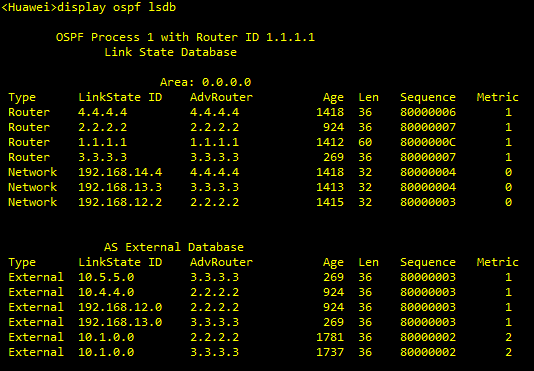 <Huawei>display ospf lsdb
OSPF Process 1 with Router ID 1.1.1.1
Link State Database
Area: 0.0.0.0
Type LinkState ID AdvRouter Age Len Sequence Metric
Router 4.4.4.4 4.4.4.4 1418 36 80000006 1
Router 2.2.2.2 2.2.2.2 924 36 80000007 1
Router 1.1.1.1 1.1.1.1 1412 60 8000000C 1
Router 3.3.3.3 3.3.3.3 269 36 80000007 1
Network 192.168.14.4 4.4.4.4 1418 32 80000004 0
Network 192.168.13.3 3.3.3.3 1413 32 80000004 0
Network 192.168.12.2 2.2.2.2 1415 32 80000003 0
AS External Database
Type LinkState ID AdvRouter Age Len Sequence Metric
External 10.5.5.0 3.3.3.3 269 36 80000003 1
External 10.4.4.0 2.2.2.2 924 36 80000003 1
External 192.168.12.0 2.2.2.2 924 36 80000003 1
External 192.168.13.0 3.3.3.3 269 36 80000003 1
External 10.1.0.0 2.2.2.2 1781 36 80000002 2
External 10.1.0.0 3.3.3.3 1737 36 80000002 2